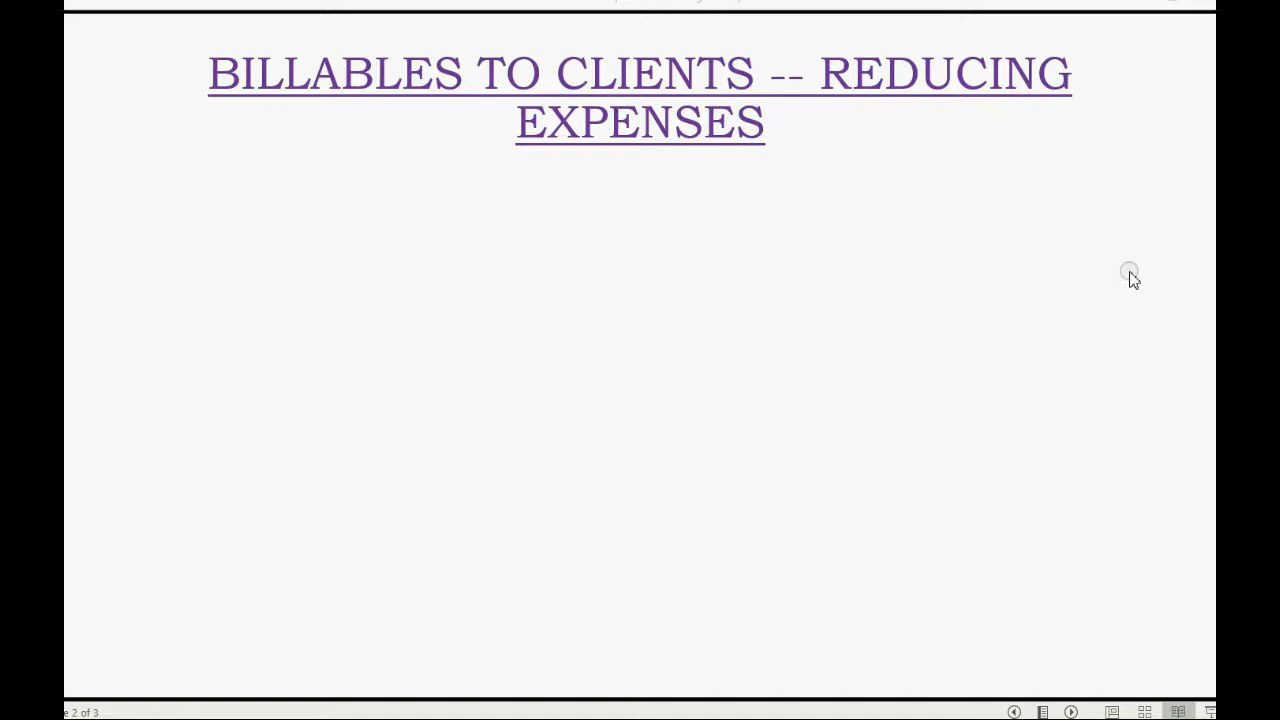 BILLABLES TO CLIENTS -- REDUCING
EXPENSES
e 2 of 3